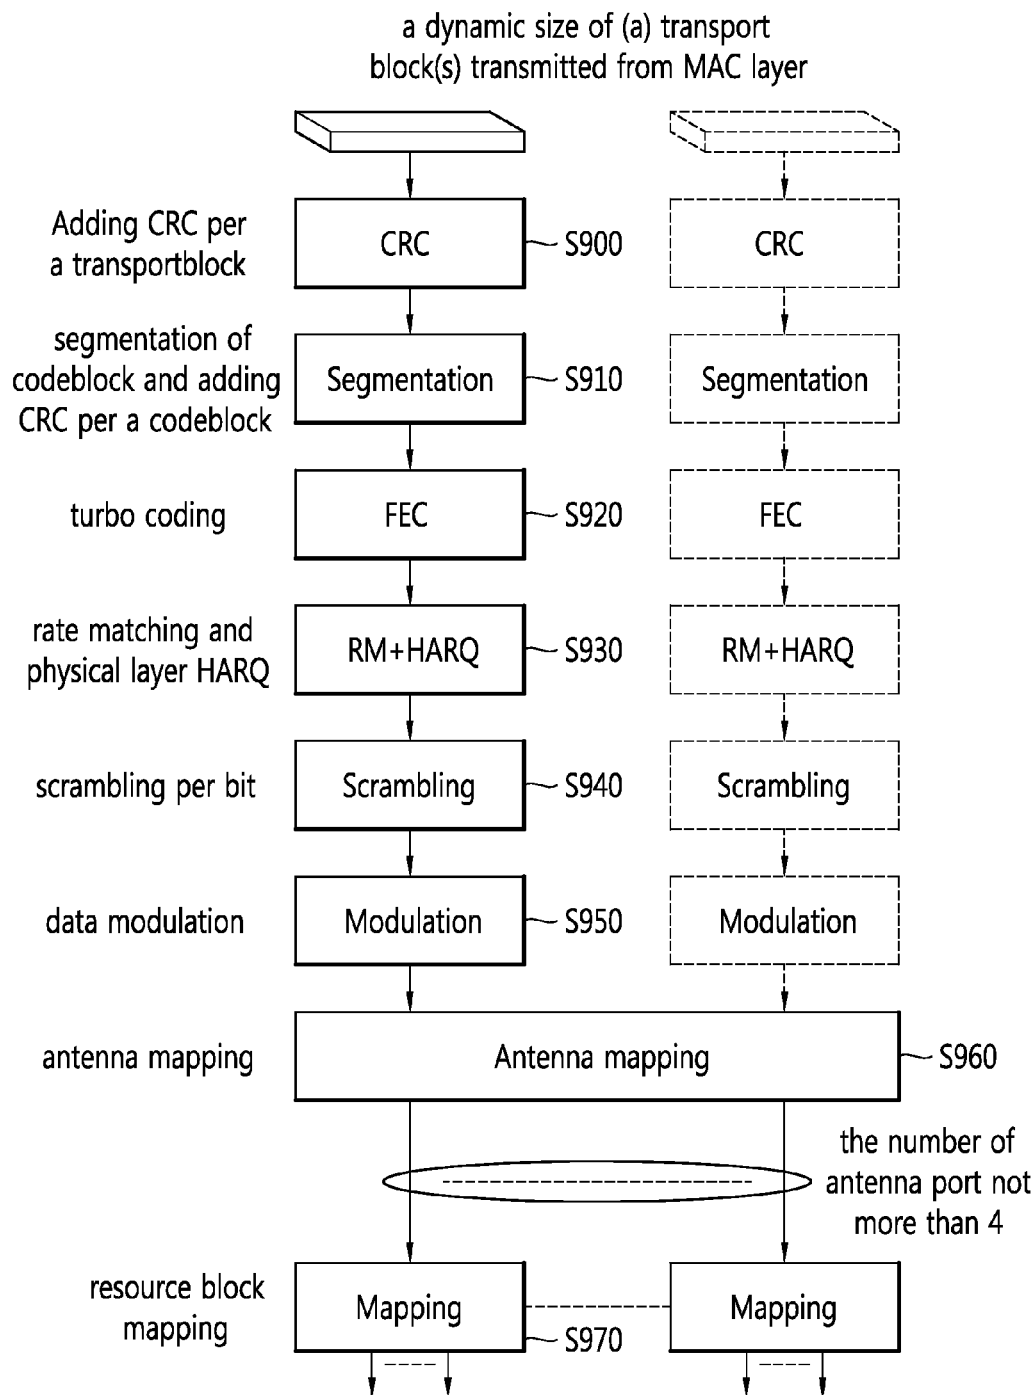 a dynamic size of (a) transport
block(s) transmitted from MAC layer
Adding CRC per
a transportblock
CRC
S900
CRC
segmentation of
codeblock and adding
CRC per a codeblock
Segmentation
S910
Segmentation
turbo coding
FEC
S920
FEC
rate matching and
physical layer HARQ
RM+HARQ
S930
RM+HARQ
scrambling per bit
Scrambling
S940
Scrambling
data modulation
Modulation
S950
Modulation
antenna mapping
Antenna mapping
S960
the number of
antenna port not
more than 4
resource block
mapping
Mapping
S970
Mapping